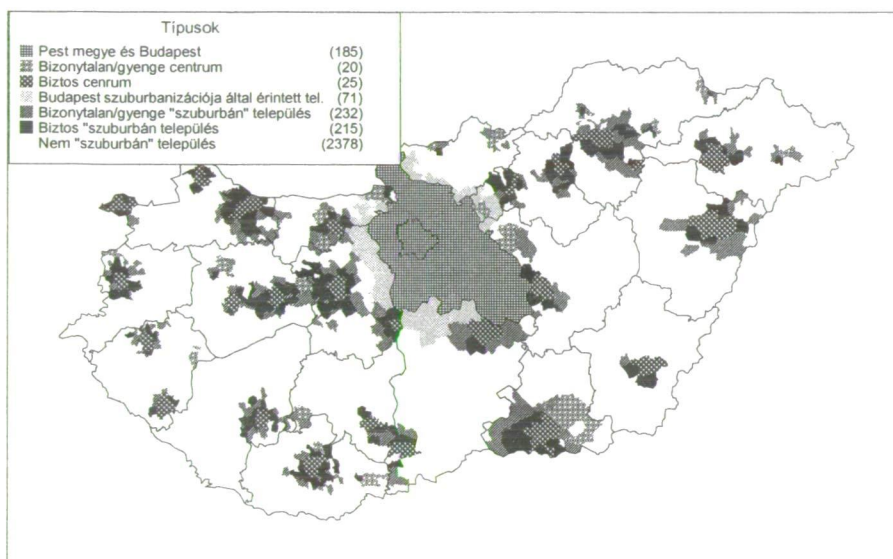 Típusok
Pest megye és Budapest (185)
Bizonytalan/gyenge centrum (20)
Biztos cenrum (25)
Budapest szuburbanizációja által érintett tel. (71)
Bizonytalan/gyenge "szuburbán" település (232)
Biztos "szuburbán település (215)
Nem "szuburbán" település (2378)